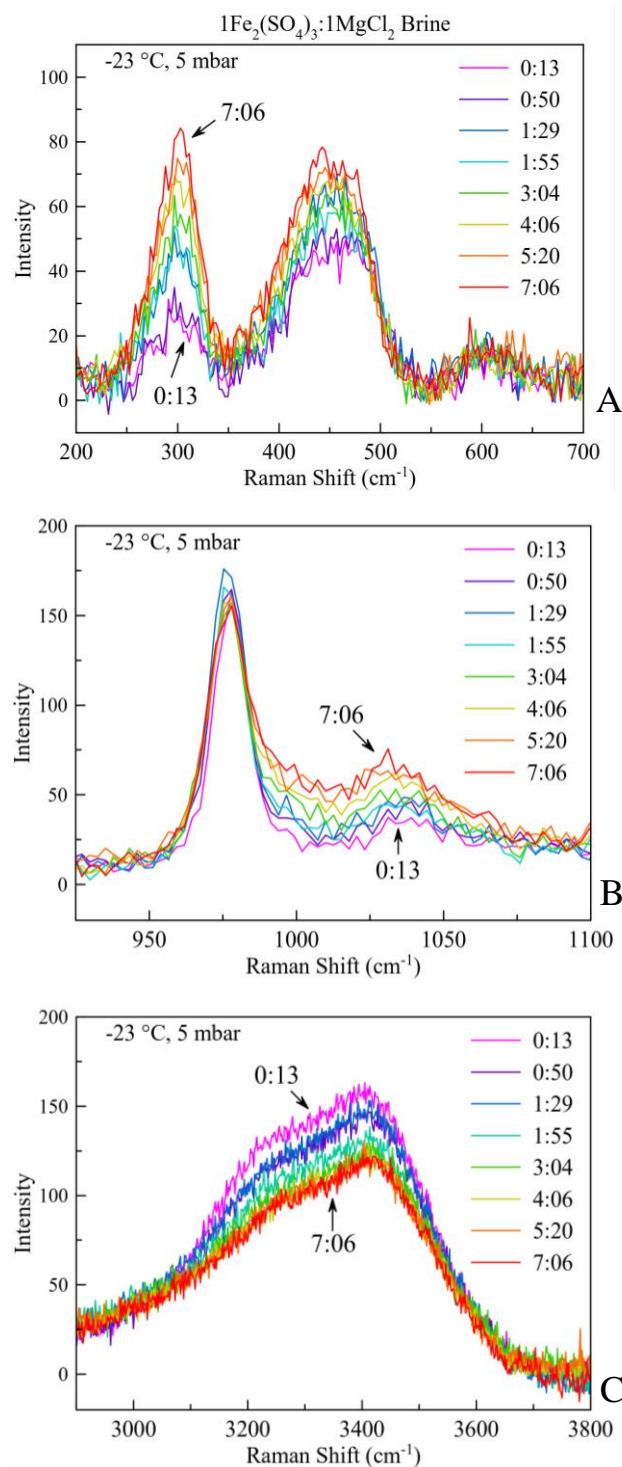 1Fe₂(SO₄)₃:1MgCl₂ Brine
-23 °C, 5 mbar
7:06
0:13
0:13
0:50
1:29
1:55
3:04
4:06
5:20
7:06
100
80
60
40
20
0
Intensity
200 300 400 500 600 700
Raman Shift (cm⁻¹)
A
-23 °C, 5 mbar
7:06
0:13
0:13
0:50
1:29
1:55
3:04
4:06
5:20
7:06
200
150
100
50
0
Intensity
950 1000 1050 1100
Raman Shift (cm⁻¹)
B
-23 °C, 5 mbar
0:13
7:06
0:13
0:50
1:29
1:55
3:04
4:06
5:20
7:06
200
150
100
50
0
Intensity
3000 3200 3400 3600 3800
Raman Shift (cm⁻¹)
C